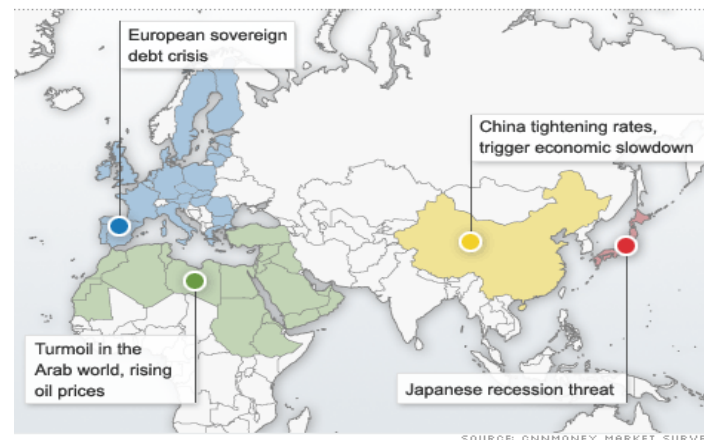 European sovereign
debt crisis
China tightening rates,
trigger economic slowdown
Turmoil in the
Arab world, rising
oil prices
Japanese recession threat
SOURCE: CNNMONEY MARKET SURVE